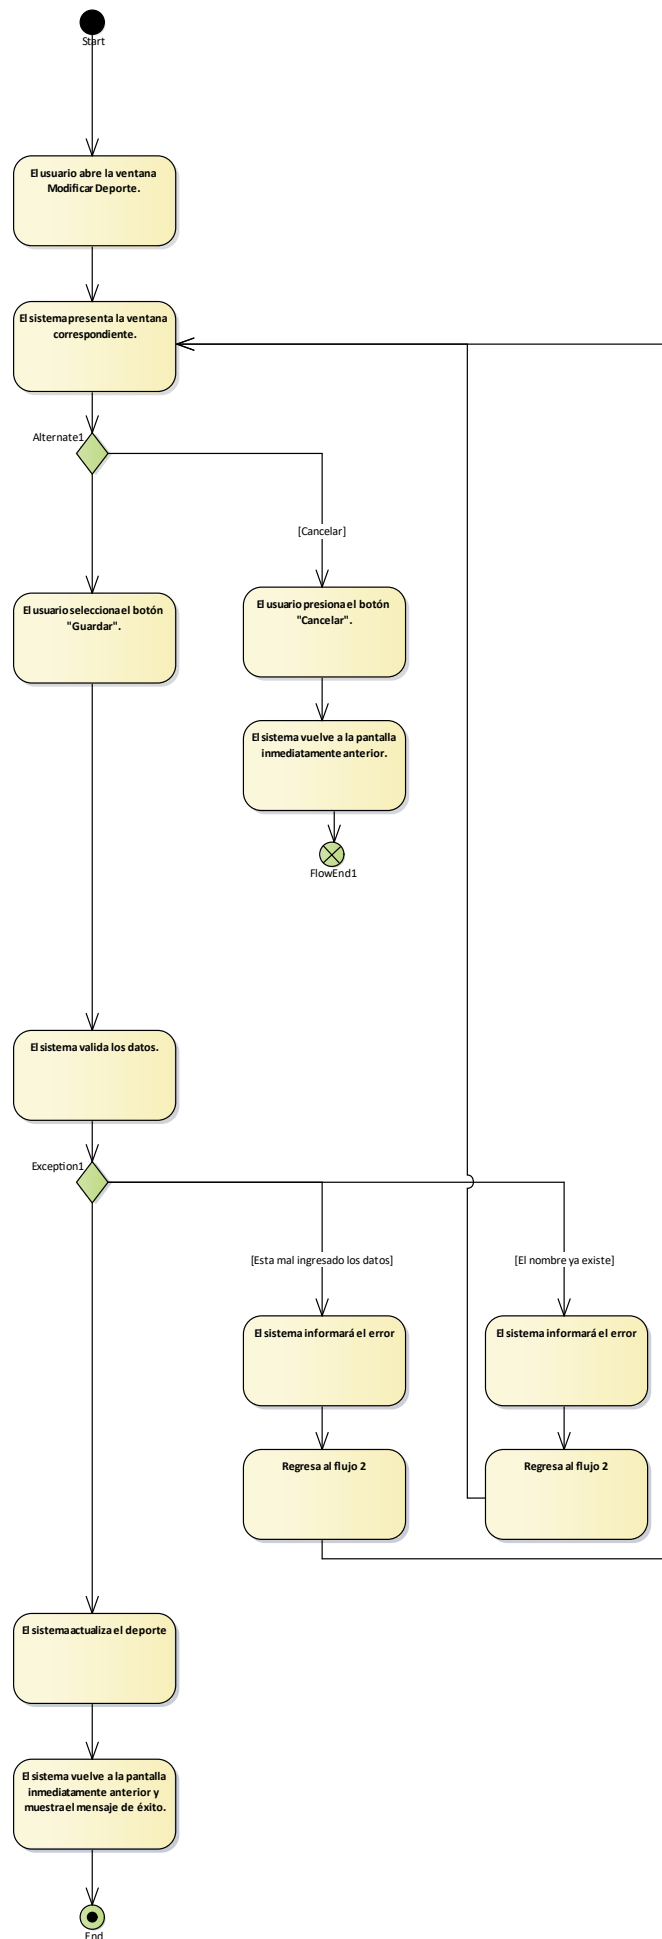 Start
El usuario abre la ventana
Modificar Deporte.
El sistema presenta la ventana
correspondiente.
Alternate1
[Cancelar]
El usuario selecciona el botón
"Guardar".
El usuario presiona el botón
"Cancelar".
El sistema vuelve a la pantalla
inmediatamente anterior.
FlowEnd1
El sistema valida los datos.
Exception1
[Esta mal ingresado los datos]
[El nombre ya existe]
El sistema informará el error
El sistema informará el error
Regresa al flujo 2
Regresa al flujo 2
El sistema actualiza el deporte
El sistema vuelve a la pantalla
inmediatamente anterior y
muestra el mensaje de éxito.
End